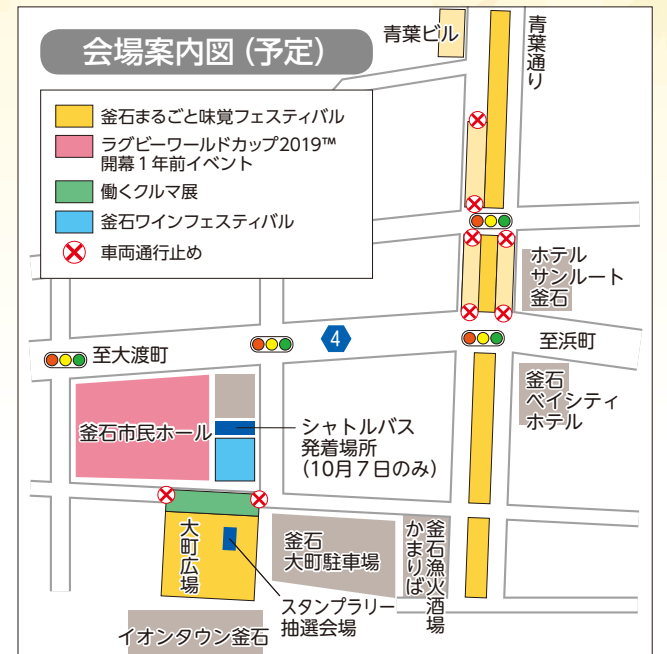 会場案内図(予定)
釜石まるごと味覚フェスティバル
ラグビーワールドカップ2019™
開幕1年前イベント
働くクルマ展
釜石ワインフェスティバル
車両通行止め
青葉ビル
青葉通り
ホテル
サンルート
釜石
至大渡町
4
至浜町
釜石
ベイシティ
ホテル
釜石市民ホール
シャトルバス
発着場所
(10月7日のみ)
大町広場
釜石
大町駐車場
釜石漁火酒場
かまりば
スタンプラリー
抽選会場
イオンタウン釜石